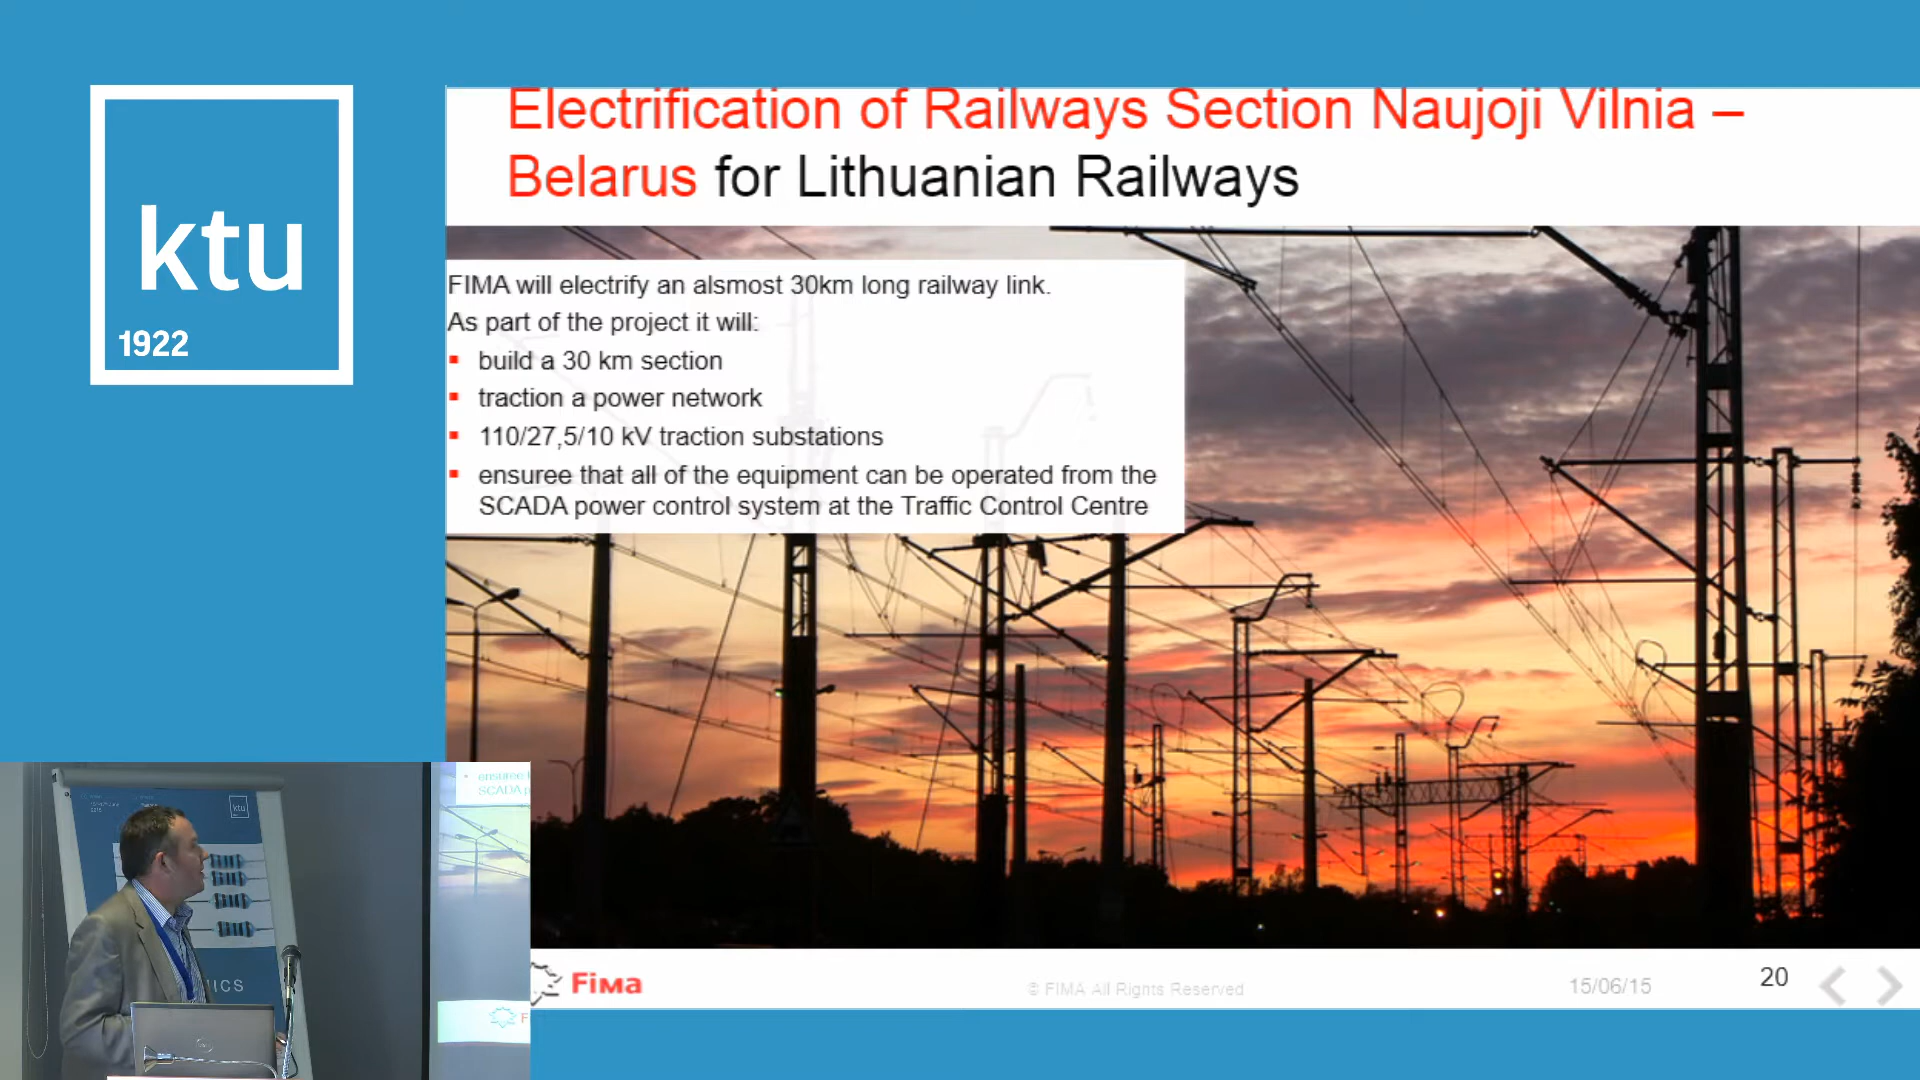 ktu
1922
Electrification of Railways Section Naujoji Vilnia –
Belarus for Lithuanian Railways
FIMA will electrify an alsmost 30km long railway link.
As part of the project it will:
▪ build a 30 km section
▪ traction a power network
▪ 110/27,5/10 kV traction substations
▪ ensuree that all of the equipment can be operated from the
SCADA power control system at the Traffic Control Centre
ktu
SCADA
FIMA
© FIMA All Rights Reserved
15/06/15
20